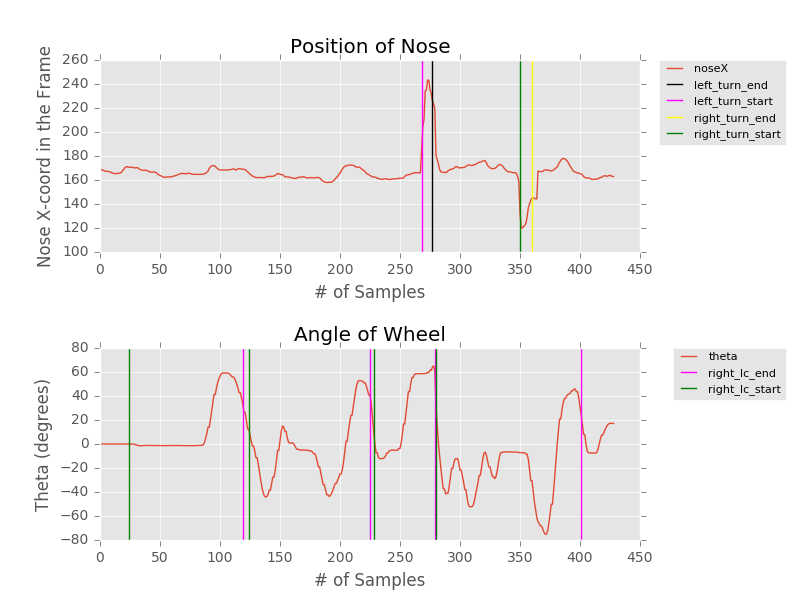 Position of Nose
Nose X-coord in the Frame
260
240
220
200
180
160
140
120
100
0 50 100 150 200 250 300 350 400 450
# of Samples
noseX
left_turn_end
left_turn_start
right_turn_end
right_turn_start
Angle of Wheel
Theta (degrees)
80
60
40
20
0
−20
−40
−60
−80
0 50 100 150 200 250 300 350 400 450
# of Samples
theta
right_lc_end
right_lc_start